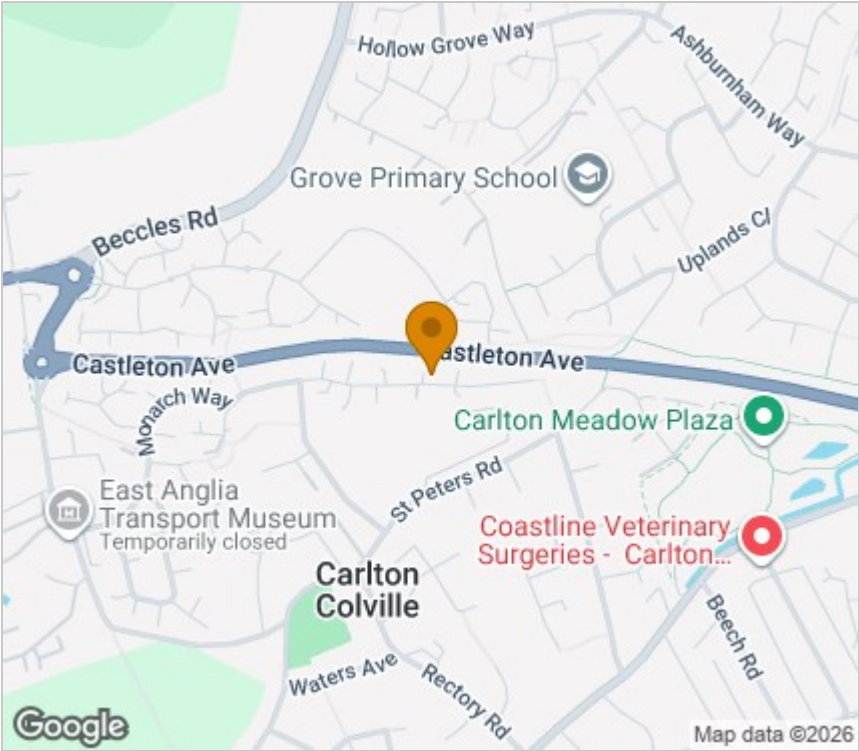 Hollow Grove Way
Ashburnham Way
Grove Primary School
Beccles Rd
Uplands Cl
Castleton Ave
astleton Ave
Monarch Way
Carlton Meadow Plaza
St Peters Rd
East Anglia
Transport Museum
Temporarily closed
Coastline Veterinary
Surgeries - Carlton...
Carlton
Colville
Beech Rd
Waters Ave
Rectory Rd
Google
Map data ©2026